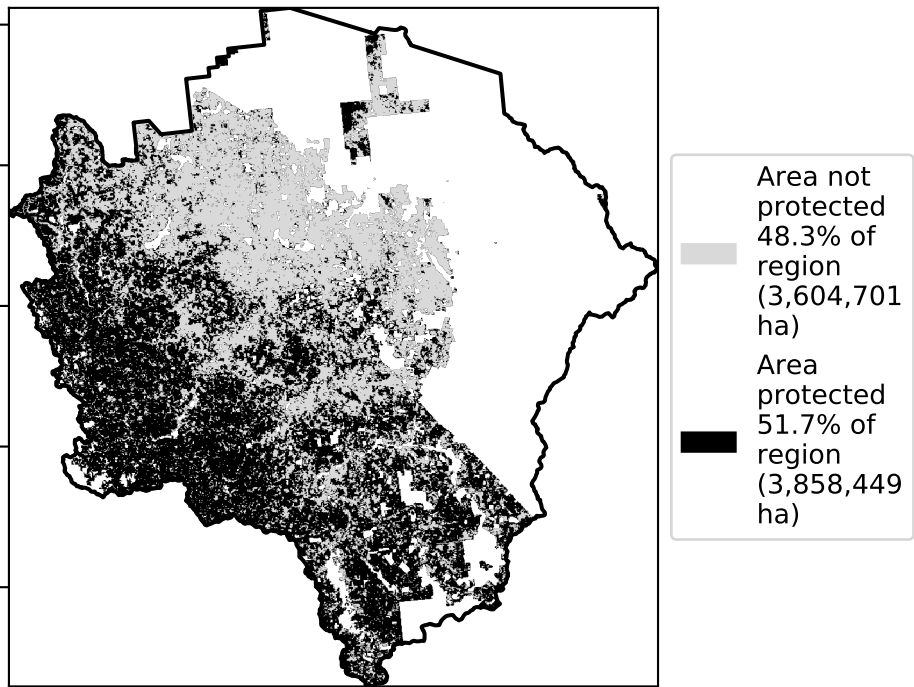 Area not
protected
48.3% of
region
(3,604,701
ha)
Area
protected
51.7% of
region
(3,858,449
ha)